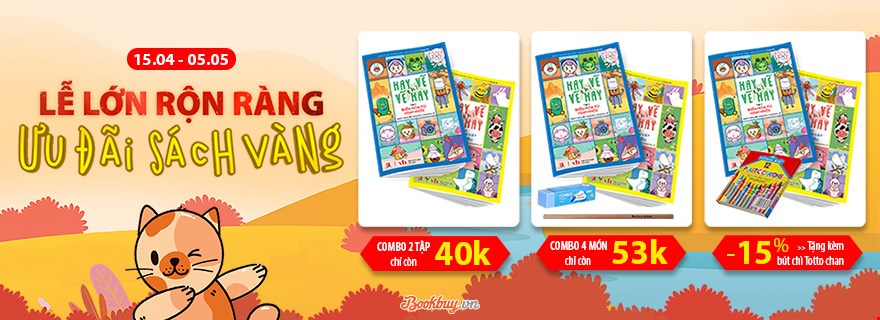 15.04 - 05.05
LỄ LỚN RỘN RÀNG
ƯU ĐÃI SÁCH VÀNG
HAY VẼ
VẼ HAY
HAY VẼ
VẼ HAY
HAY VẼ
VẼ HAY
COMBO 2 TẬP
chỉ còn
40k
COMBO 4 MÓN
chỉ còn
53k
-15%
>> Tặng kèm
bút chì Totto chan
Bookbuy.vn